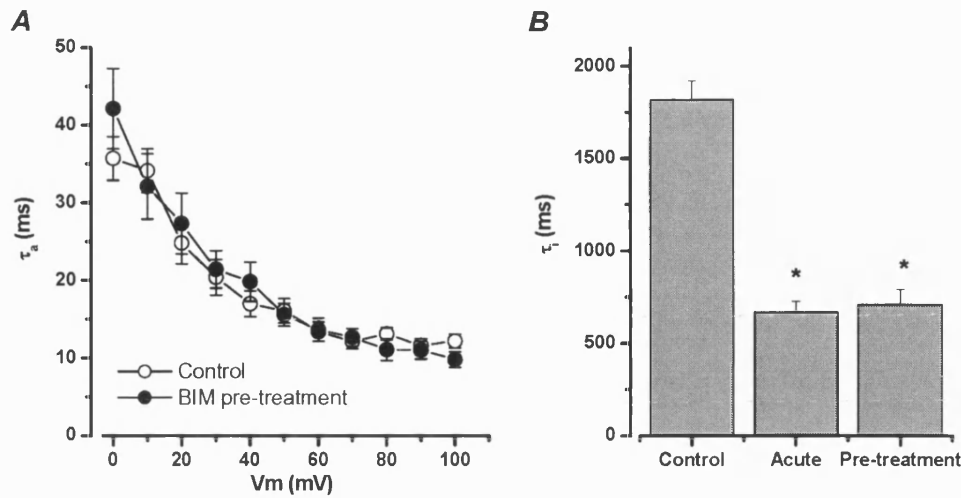 A
50
40
30
20
10
0
τa (ms)
Control
BIM pre-treatment
0 20 40 60 80 100
Vm (mV)
B
2000
1500
1000
500
0
τi (ms)
*
*
Control Acute Pre-treatment